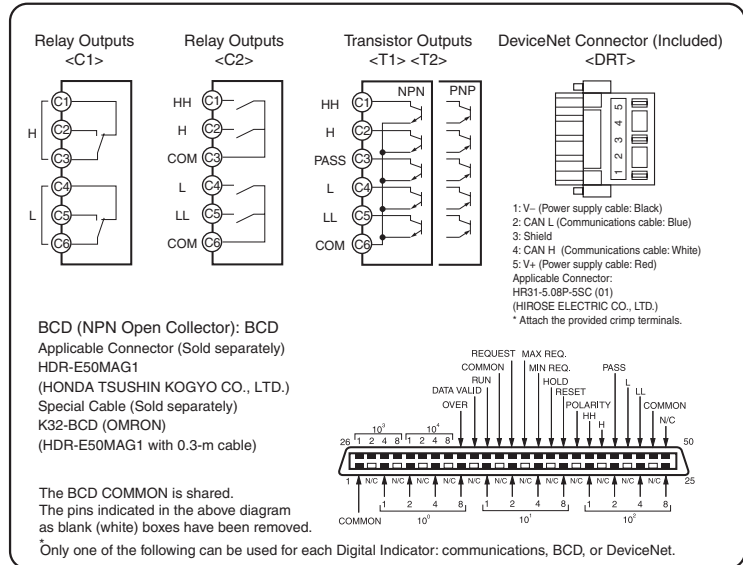 Relay Outputs
<C1>
H
C1
C2
C3
L
C4
C5
C6
Relay Outputs
<C2>
HH C1
H C2
COM C3
L C4
LL C5
COM C6
Transistor Outputs
<T1> <T2>
NPN PNP
HH C1
H C2
PASS C3
L C4
LL C5
COM C6
DeviceNet Connector (Included)
<DRT>
1 2 3 4 5
1: V− (Power supply cable: Black)
2: CAN L (Communications cable: Blue)
3: Shield
4: CAN H (Communications cable: White)
5: V+ (Power supply cable: Red)
Applicable Connector:
HR31-5.08P-5SC (01)
(HIROSE ELECTRIC CO., LTD.)
* Attach the provided crimp terminals.
BCD (NPN Open Collector): BCD
Applicable Connector (Sold separately)
HDR-E50MAG1
(HONDA TSUSHIN KOGYO CO., LTD.)
Special Cable (Sold separately)
K32-BCD (OMRON)
(HDR-E50MAG1 with 0.3-m cable)
The BCD COMMON is shared.
The pins indicated in the above diagram
as blank (white) boxes have been removed.
REQUEST MAX REQ.
COMMON MIN REQ.
RUN HOLD
DATA VALID RESET
OVER POLARITY
HH
H
PASS
L
LL
COMMON
N/C
10³ 10⁴
26 1 2 4 8 1 2 4 8 50
1 N/C N/C N/C N/C N/C N/C N/C N/C N/C N/C N/C N/C 25
COMMON 1 2 4 8 1 2 4 8 1 2 4 8
10⁰ 10¹ 10²
*Only one of the following can be used for each Digital Indicator: communications, BCD, or DeviceNet.